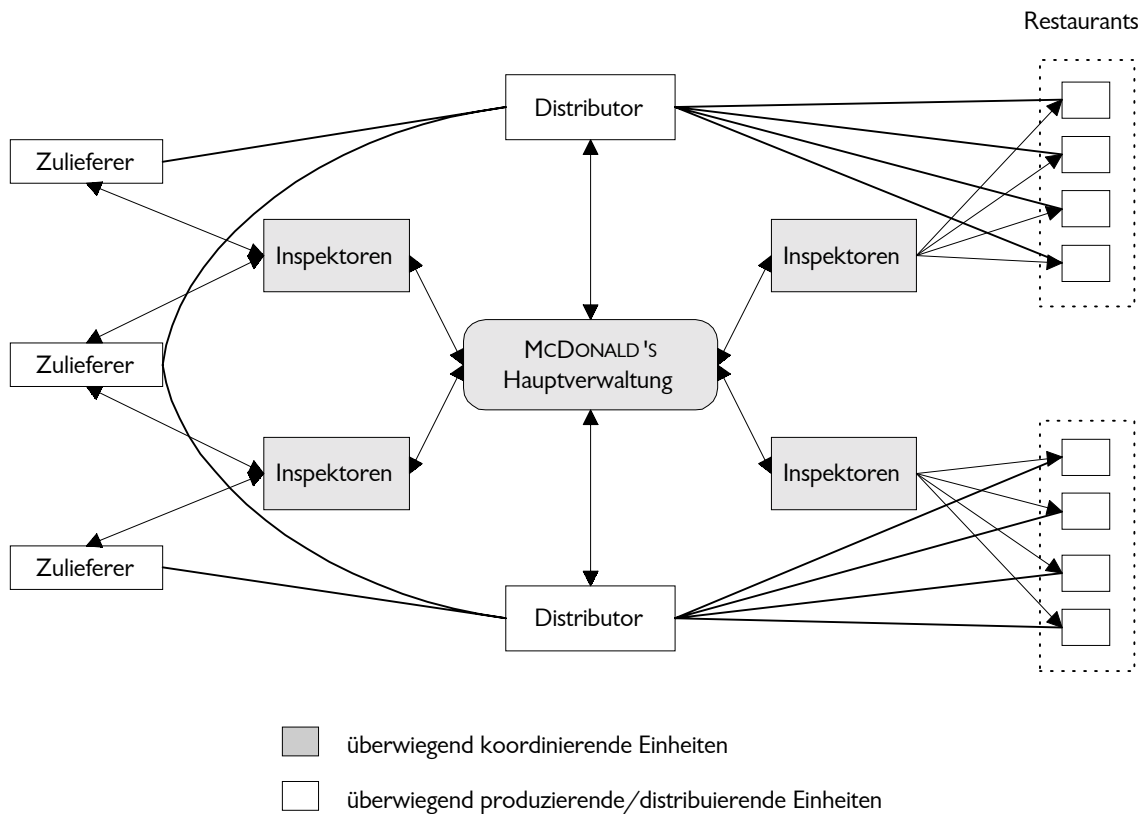 Restaurants
Distributor
Zulieferer
Inspektoren
Inspektoren
Zulieferer
MCDONALD'S
Hauptverwaltung
Inspektoren
Inspektoren
Zulieferer
Distributor
überwiegend koordinierende Einheiten
überwiegend produzierende/distribuierende Einheiten